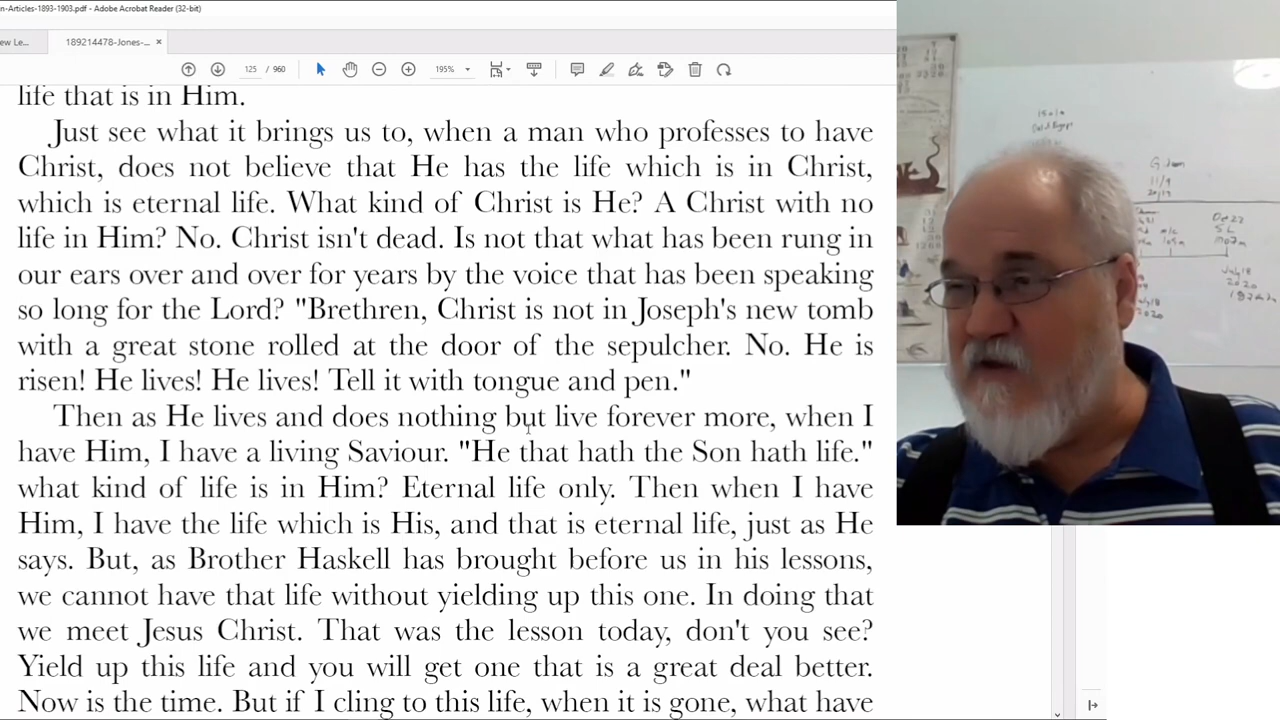 n-Articles-1893-1903.pdf - Adobe Acrobat Reader (32-bit)
ew Le...
189214478-Jones-... ×
125 / 960
195%
life that is in Him.
Just see what it brings us to, when a man who professes to have
Christ, does not believe that He has the life which is in Christ,
which is eternal life. What kind of Christ is He? A Christ with no
life in Him? No. Christ isn't dead. Is not that what has been rung in
our ears over and over for years by the voice that has been speaking
so long for the Lord? "Brethren, Christ is not in Joseph's new tomb
with a great stone rolled at the door of the sepulcher. No. He is
risen! He lives! He lives! Tell it with tongue and pen."
Then as He lives and does nothing but live forever more, when I
have Him, I have a living Saviour. "He that hath the Son hath life."
what kind of life is in Him? Eternal life only. Then when I have
Him, I have the life which is His, and that is eternal life, just as He
says. But, as Brother Haskell has brought before us in his lessons,
we cannot have that life without yielding up this one. In doing that
we meet Jesus Christ. That was the lesson today, don't you see?
Yield up this life and you will get one that is a great deal better.
Now is the time. But if I cling to this life, when it is gone, what have
11/9
Oct 22
July 18
2020